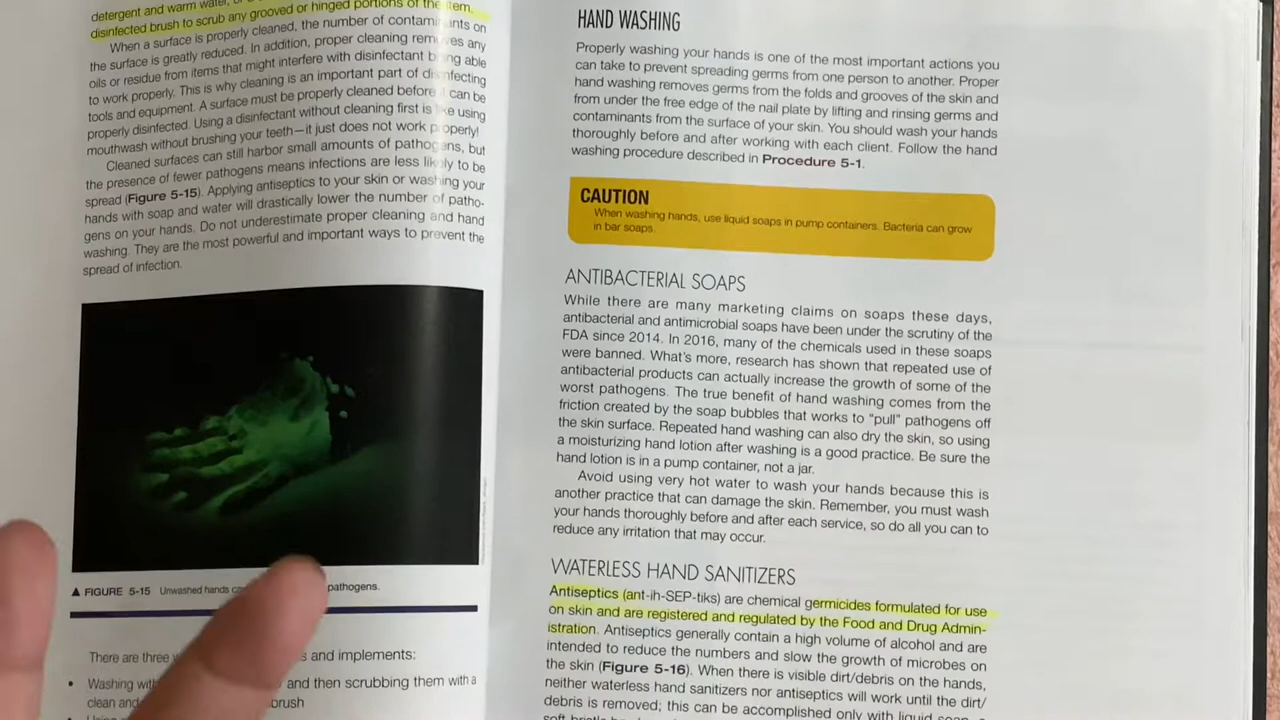 detergent and warm water,
disinfected brush to scrub any grooved or hinged portions of the item.
When a surface is properly cleaned, the number of contaminants on
the surface is greatly reduced. In addition, proper cleaning removes any
oils or residue from items that might interfere with disinfectant being able
to work properly. This is why cleaning is an important part of disinfecting
tools and equipment. A surface must be properly cleaned before it can be
properly disinfected. Using a disinfectant without cleaning first is like using
mouthwash without brushing your teeth—it just does not work properly!
Cleaned surfaces can still harbor small amounts of pathogens, but
the presence of fewer pathogens means infections are less likely to be
spread (Figure 5-15). Applying antiseptics to your skin or washing your
hands with soap and water will drastically lower the number of patho-
gens on your hands. Do not underestimate proper cleaning and hand
washing. They are the most powerful and important ways to prevent the
spread of infection.
▲ FIGURE 5-15 Unwashed hands pathogens.
There are three s and implements:
• Washing with and then scrubbing them with a
clean and brush
HAND WASHING
Properly washing your hands is one of the most important actions you
can take to prevent spreading germs from one person to another. Proper
hand washing removes germs from the folds and grooves of the skin and
from under the free edge of the nail plate by lifting and rinsing germs and
contaminants from the surface of your skin. You should wash your hands
thoroughly before and after working with each client. Follow the hand
washing procedure described in Procedure 5-1.
CAUTION
When washing hands, use liquid soaps in pump containers. Bacteria can grow
in bar soaps.
ANTIBACTERIAL SOAPS
While there are many marketing claims on soaps these days,
antibacterial and antimicrobial soaps have been under the scrutiny of the
FDA since 2014. In 2016, many of the chemicals used in these soaps
were banned. What's more, research has shown that repeated use of
antibacterial products can actually increase the growth of some of the
worst pathogens. The true benefit of hand washing comes from the
friction created by the soap bubbles that works to "pull" pathogens off
the skin surface. Repeated hand washing can also dry the skin, so using
a moisturizing hand lotion after washing is a good practice. Be sure the
hand lotion is in a pump container, not a jar.
Avoid using very hot water to wash your hands because this is
another practice that can damage the skin. Remember, you must wash
your hands thoroughly before and after each service, so do all you can to
reduce any irritation that may occur.
WATERLESS HAND SANITIZERS
Antiseptics (ant-ih-SEP-tiks) are chemical germicides formulated for use
on skin and are registered and regulated by the Food and Drug Admin-
istration. Antiseptics generally contain a high volume of alcohol and are
intended to reduce the numbers and slow the growth of microbes on
the skin (Figure 5-16). When there is visible dirt/debris on the hands,
neither waterless hand sanitizers nor antiseptics will work until the dirt/
debris is removed; this can be accomplished only with liquid soap, a